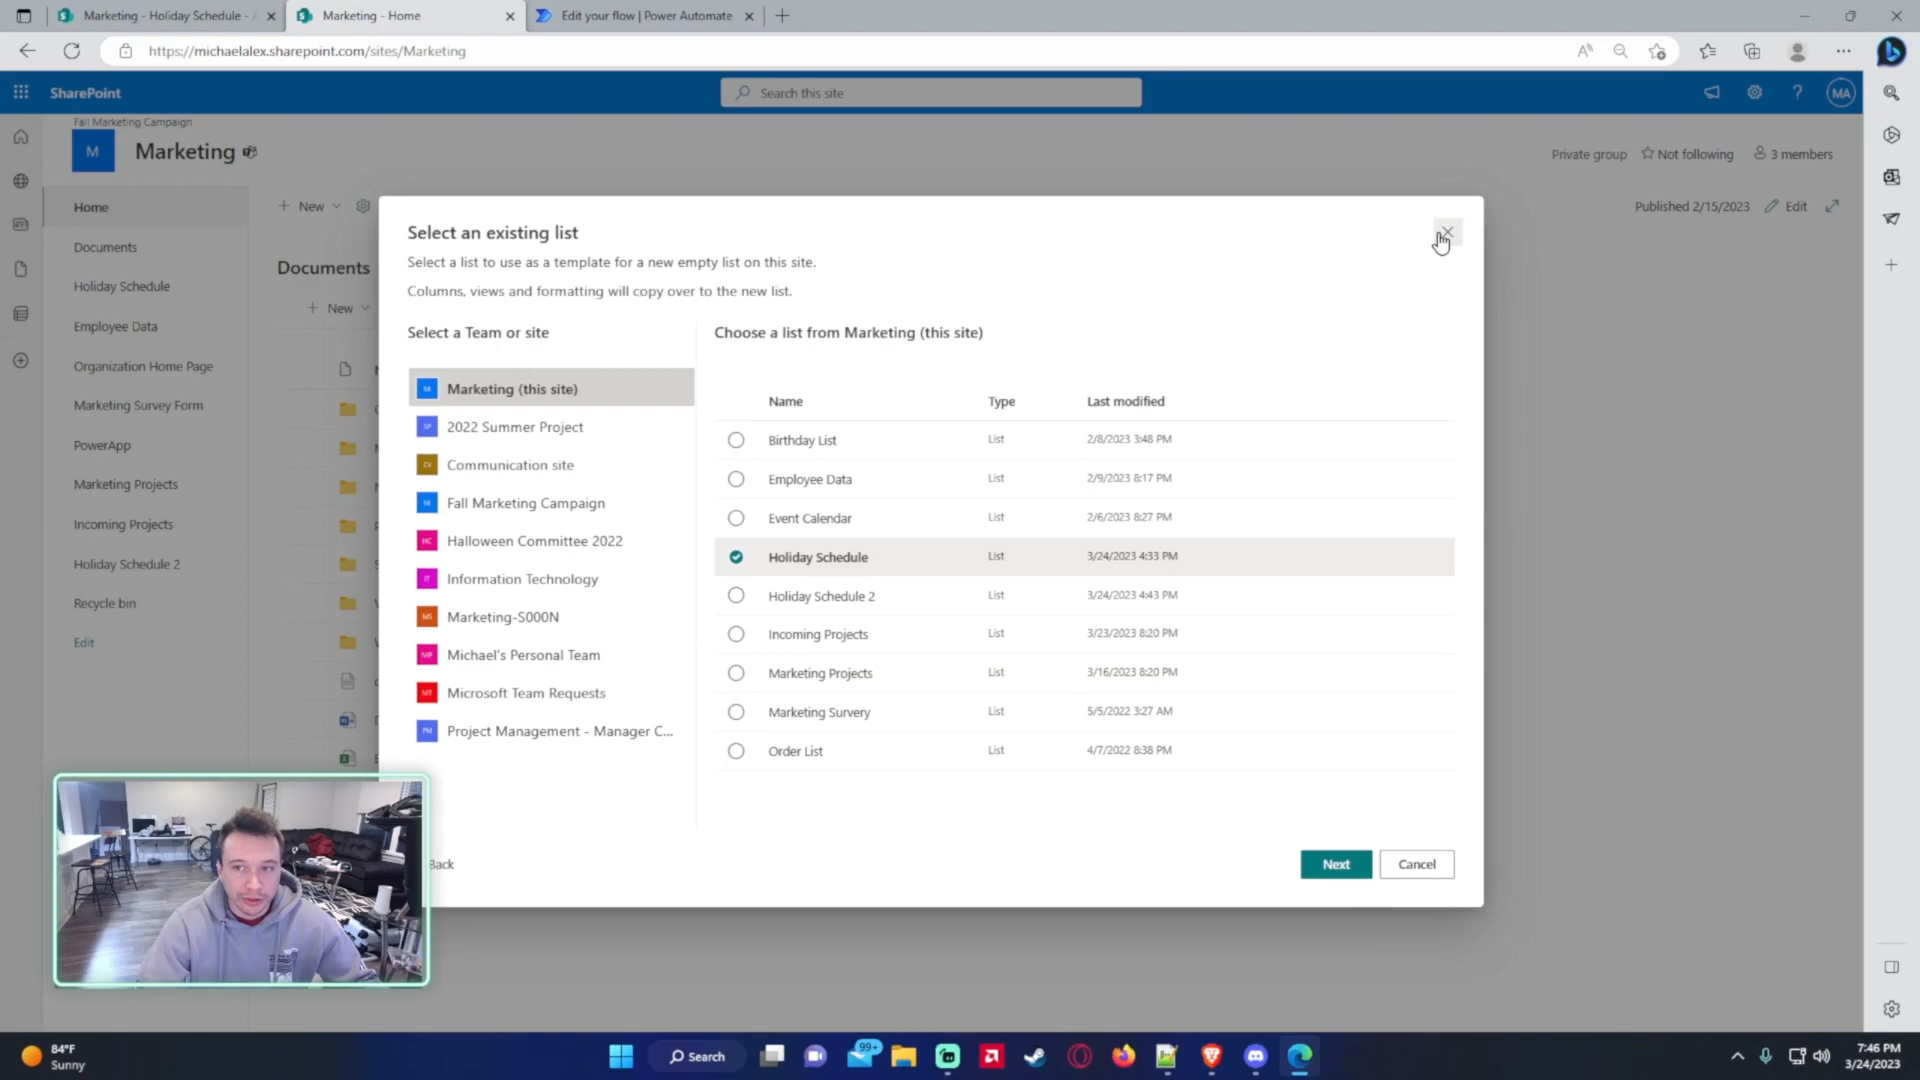 Marketing - Holiday Schedule - A
Marketing - Home
Edit your flow | Power Automate
https://michaelalex.sharepoint.com/sites/Marketing
SharePoint
Search this site
MA
Fall Marketing Campaign
M
Marketing
Private group
Not following
3 members
Home
Documents
Holiday Schedule
Employee Data
Organization Home Page
Marketing Survey Form
PowerApp
Marketing Projects
Incoming Projects
Holiday Schedule 2
Recycle bin
Edit
New
Published 2/15/2023
Edit
Documents
New
Select an existing list
Select a list to use as a template for a new empty list on this site.
Columns, views and formatting will copy over to the new list.
Select a Team or site
M Marketing (this site)
SP 2022 Summer Project
Cs Communication site
M Fall Marketing Campaign
HC Halloween Committee 2022
IT Information Technology
MS Marketing-S000N
MP Michael's Personal Team
MT Microsoft Team Requests
PM Project Management - Manager C...
Choose a list from Marketing (this site)
Name Type Last modified
Birthday List List 2/8/2023 3:48 PM
Employee Data List 2/9/2023 8:17 PM
Event Calendar List 2/6/2023 8:27 PM
Holiday Schedule List 3/24/2023 4:33 PM
Holiday Schedule 2 List 3/24/2023 4:43 PM
Incoming Projects List 3/23/2023 8:20 PM
Marketing Projects List 3/16/2023 8:20 PM
Marketing Survery List 5/5/2022 3:27 AM
Order List List 4/7/2022 8:38 PM
Back
Next
Cancel
84°F
Sunny
Search
99+
7:46 PM
3/24/2023